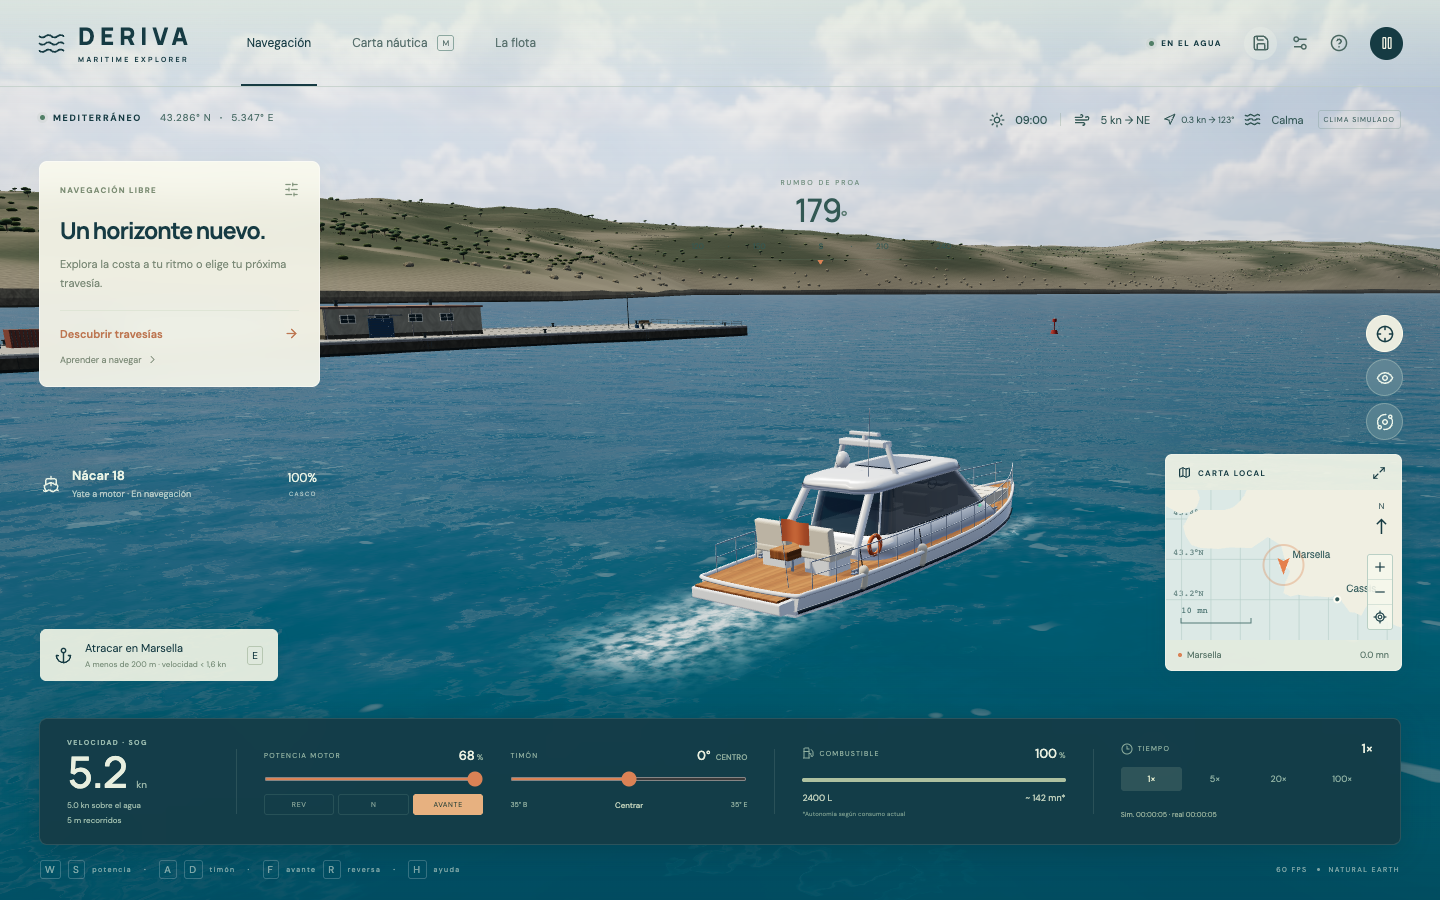 DERIVA
MARITIME EXPLORER
Navegación
Carta náutica M
La flota
EN EL AGUA
MEDITERRÁNEO 43.286° N · 5.347° E
09:00
5 kn → NE
0.3 kn → 123°
Calma
CLIMA SIMULADO
NAVEGACIÓN LIBRE
Un horizonte nuevo.
Explora la costa a tu ritmo o elige tu próxima
travesía.
Descubrir travesías
Aprender a navegar
RUMBO DE PROA
179°
S
210
Nácar 18
Yate a motor · En navegación
100%
CASCO
CARTA LOCAL
N
43.3°N
43.2°N
Marsella
10 mn
Marsella
0.0 mn
Atracar en Marsella
A menos de 200 m · velocidad < 1,6 kn
E
VELOCIDAD · SOG
5.2 kn
5.0 kn sobre el agua
5 m recorridos
POTENCIA MOTOR 68 %
REV N AVANTE
TIMÓN 0° CENTRO
35° B Centrar 35° E
COMBUSTIBLE 100 %
2400 L ~ 142 mn*
*Autonomía según consumo actual
TIEMPO 1×
1× 5× 20× 100×
Sim. 00:00:05 · real 00:00:05
W S potencia · A D timón · F avante R reversa · H ayuda
60 FPS • NATURAL EARTH